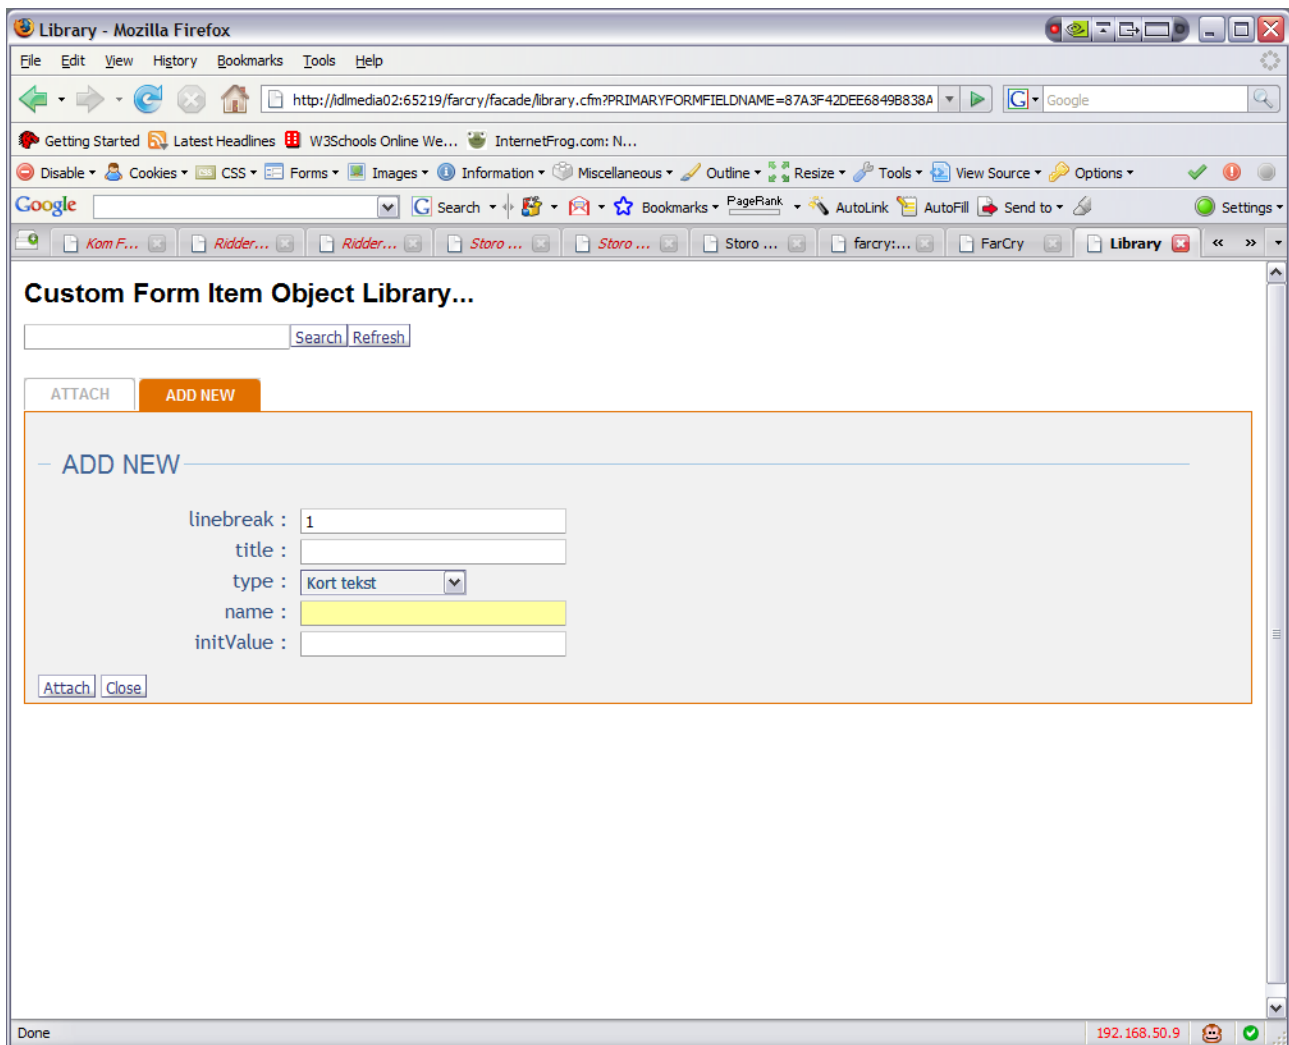 Library - Mozilla Firefox
File Edit View History Bookmarks Tools Help
http://idlmedia02:65219/farcry/facade/library.cfm?PRIMARYFORMFIELDNAME=87A3F42DEE6849B838A G Google
Getting Started Latest Headlines W3Schools Online We... InternetFrog.com: N...
Disable Cookies CSS Forms Images Information Miscellaneous Outline Resize Tools View Source Options
Google G Search Bookmarks PageRank AutoLink AutoFill Send to Settings
Kom F... Ridder... Ridder... Storo ... Storo ... Storo ... farcry:... FarCry Library « »
Custom Form Item Object Library...
Search Refresh
ATTACH ADD NEW
ADD NEW
linebreak : 1
title :
type : Kort tekst
name :
initValue :
Attach Close
Done 192.168.50.9